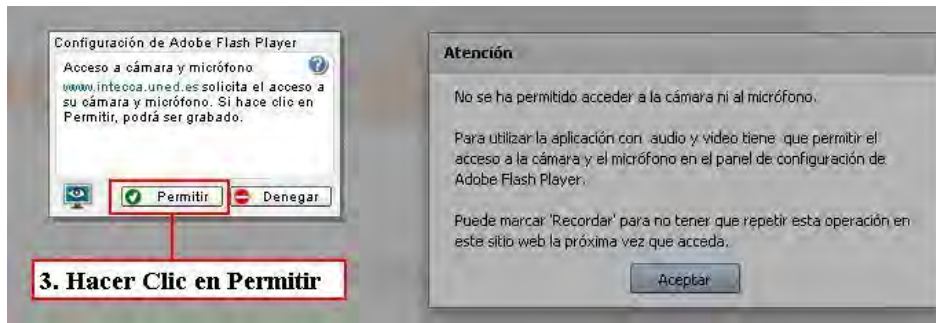 Configuración de Adobe Flash Player
Acceso a cámara y micrófono
www.intecca.uned.es solicita el acceso a
su cámara y micrófono. Si hace clic en
Permitir, podrá ser grabado.
Permitir
Denegar
3. Hacer Clic en Permitir
Atención
No se ha permitido acceder a la cámara ni al micrófono.
Para utilizar la aplicación con audio y video tiene que permitir el
acceso a la cámara y el micrófono en el panel de configuración de
Adobe Flash Player.
Puede marcar 'Recordar' para no tener que repetir esta operación en
este sitio web la próxima vez que acceda.
Aceptar